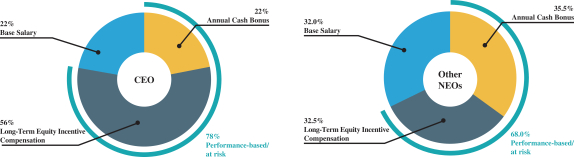 22%
Base Salary
22%
Annual Cash Bonus
CEO
56%
Long-Term Equity Incentive
Compensation
78%
Performance-based/
at risk
32.0%
Base Salary
35.5%
Annual Cash Bonus
Other
NEOs
32.5%
Long-Term Equity Incentive
Compensation
68.0%
Performance-based/
at risk